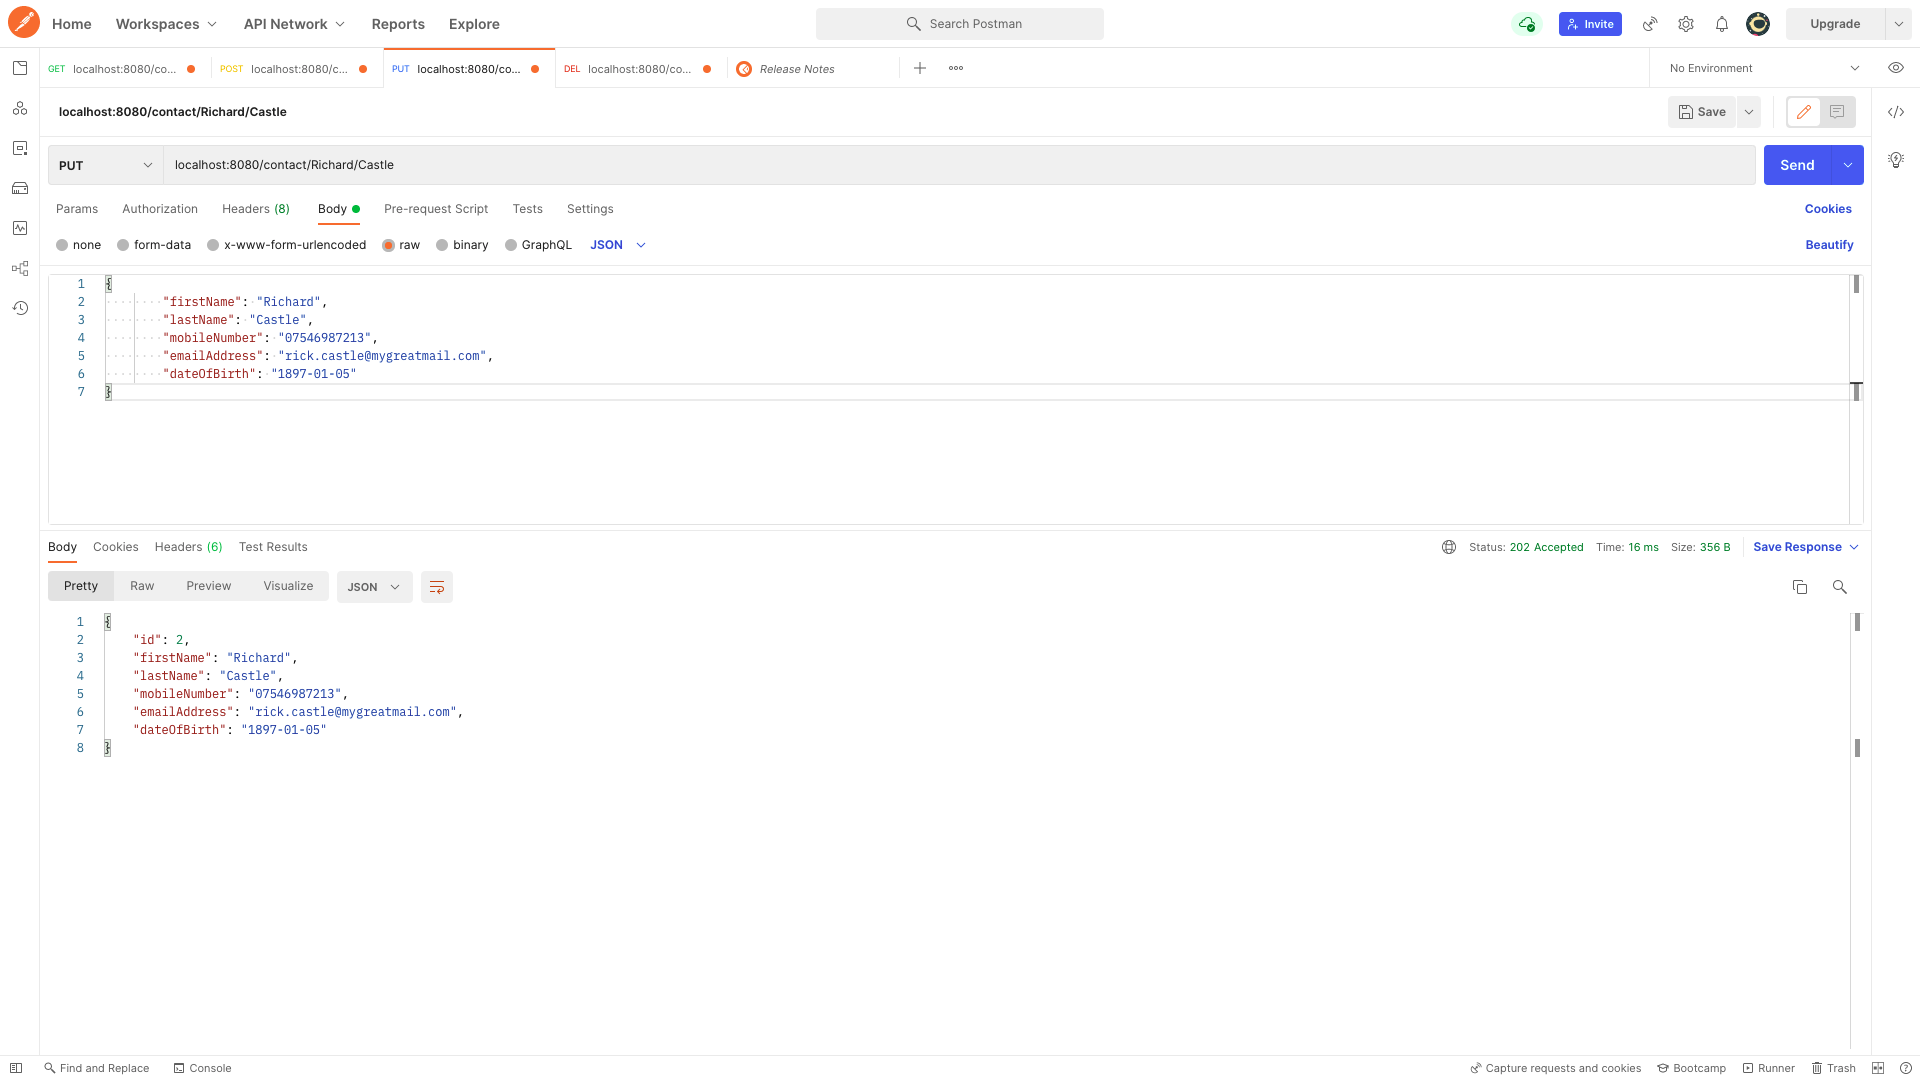 Home Workspaces API Network Reports Explore Search Postman Invite Upgrade
GET localhost:8080/co... POST localhost:8080/c... PUT localhost:8080/co... DEL localhost:8080/co... Release Notes No Environment
localhost:8080/contact/Richard/Castle Save
PUT localhost:8080/contact/Richard/Castle Send
Params Authorization Headers (8) Body Pre-request Script Tests Settings Cookies
none form-data x-www-form-urlencoded raw binary GraphQL JSON Beautify
1 {
2 "firstName": "Richard",
3 "lastName": "Castle",
4 "mobileNumber": "07546987213",
5 "emailAddress": "rick.castle@mygreatmail.com",
6 "dateOfBirth": "1897-01-05"
7 }
Body Cookies Headers (6) Test Results Status: 202 Accepted Time: 16 ms Size: 356 B Save Response
Pretty Raw Preview Visualize JSON
1 {
2 "id": 2,
3 "firstName": "Richard",
4 "lastName": "Castle",
5 "mobileNumber": "07546987213",
6 "emailAddress": "rick.castle@mygreatmail.com",
7 "dateOfBirth": "1897-01-05"
8 }
Find and Replace Console Capture requests and cookies Bootcamp Runner Trash